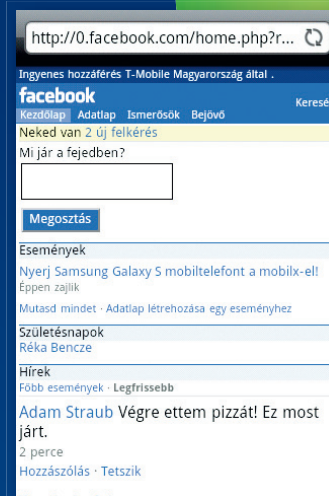 http://0.facebook.com/home.php?r...
Ingyenes hozzáférés T-Mobile Magyarország által .
facebook
Keresé
Kezdőlap Adatlap Ismerősök Bejövő
Neked van 2 új felkérés
Mi jár a fejedben?
Megosztás
Események
Nyerj Samsung Galaxy S mobiltelefont a mobilx-el!
Éppen zajlik
Mutasd mindet · Adatlap létrehozása egy eseményhez
Születésnapok
Réka Bencze
Hírek
Főbb események · Legfrissebb
Adam Straub Végre ettem pizzát! Ez most
járt.
2 perce
Hozzászólás · Tetszik